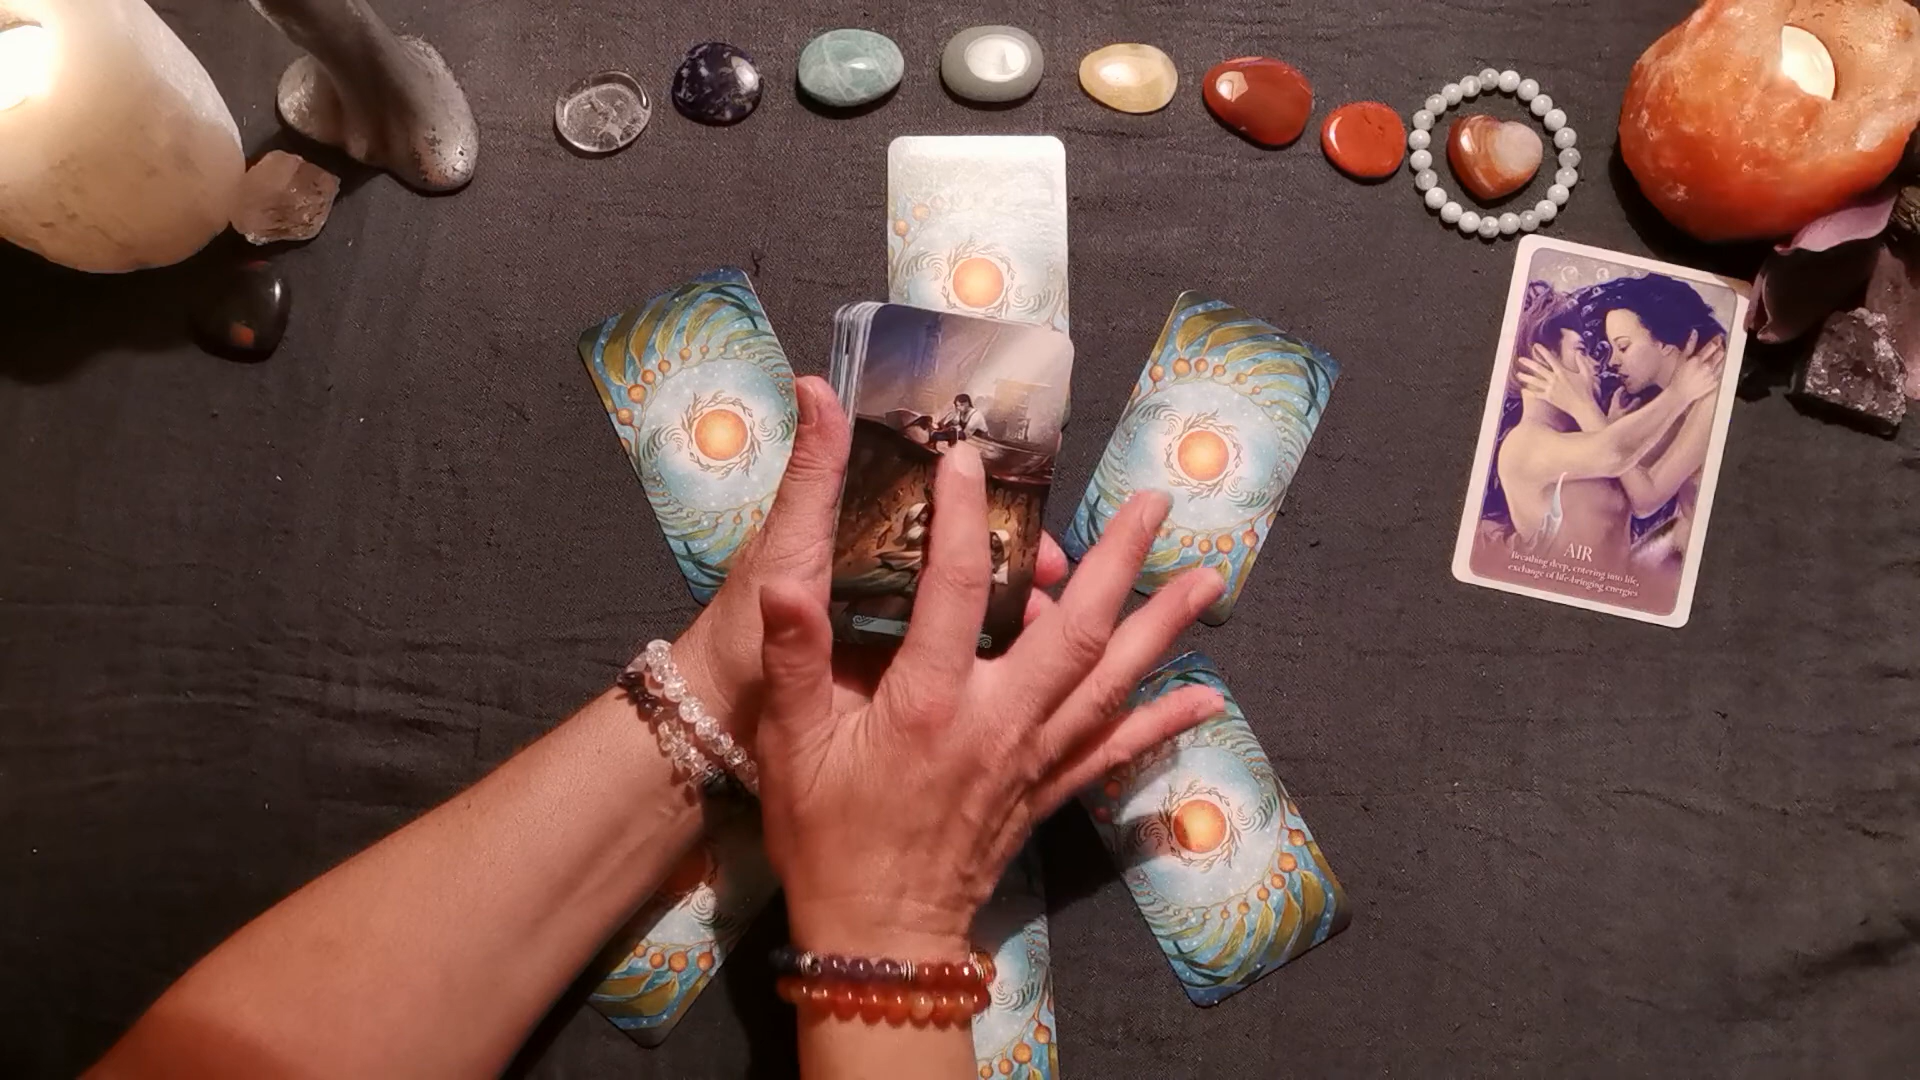 AIR
Breathing deep, entering into life,
exchange of life-bringing energies